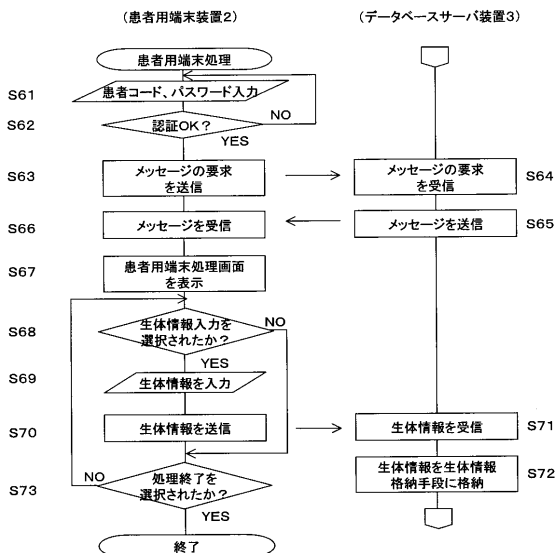 （患者用端末装置2）
（データベースサーバ装置3）
患者用端末処理
S61
患者コード、パスワード入力
S62
認証OK？
NO
YES
S63
メッセージの要求
を送信
メッセージの要求
を受信
S64
S66
メッセージを受信
メッセージを送信
S65
S67
患者用端末処理画面
を表示
S68
生体情報入力を
選択されたか？
NO
YES
S69
生体情報を入力
S70
生体情報を送信
生体情報を受信
S71
S73
NO
処理終了を
選択されたか？
YES
生体情報を生体情報
格納手段に格納
S72
終了